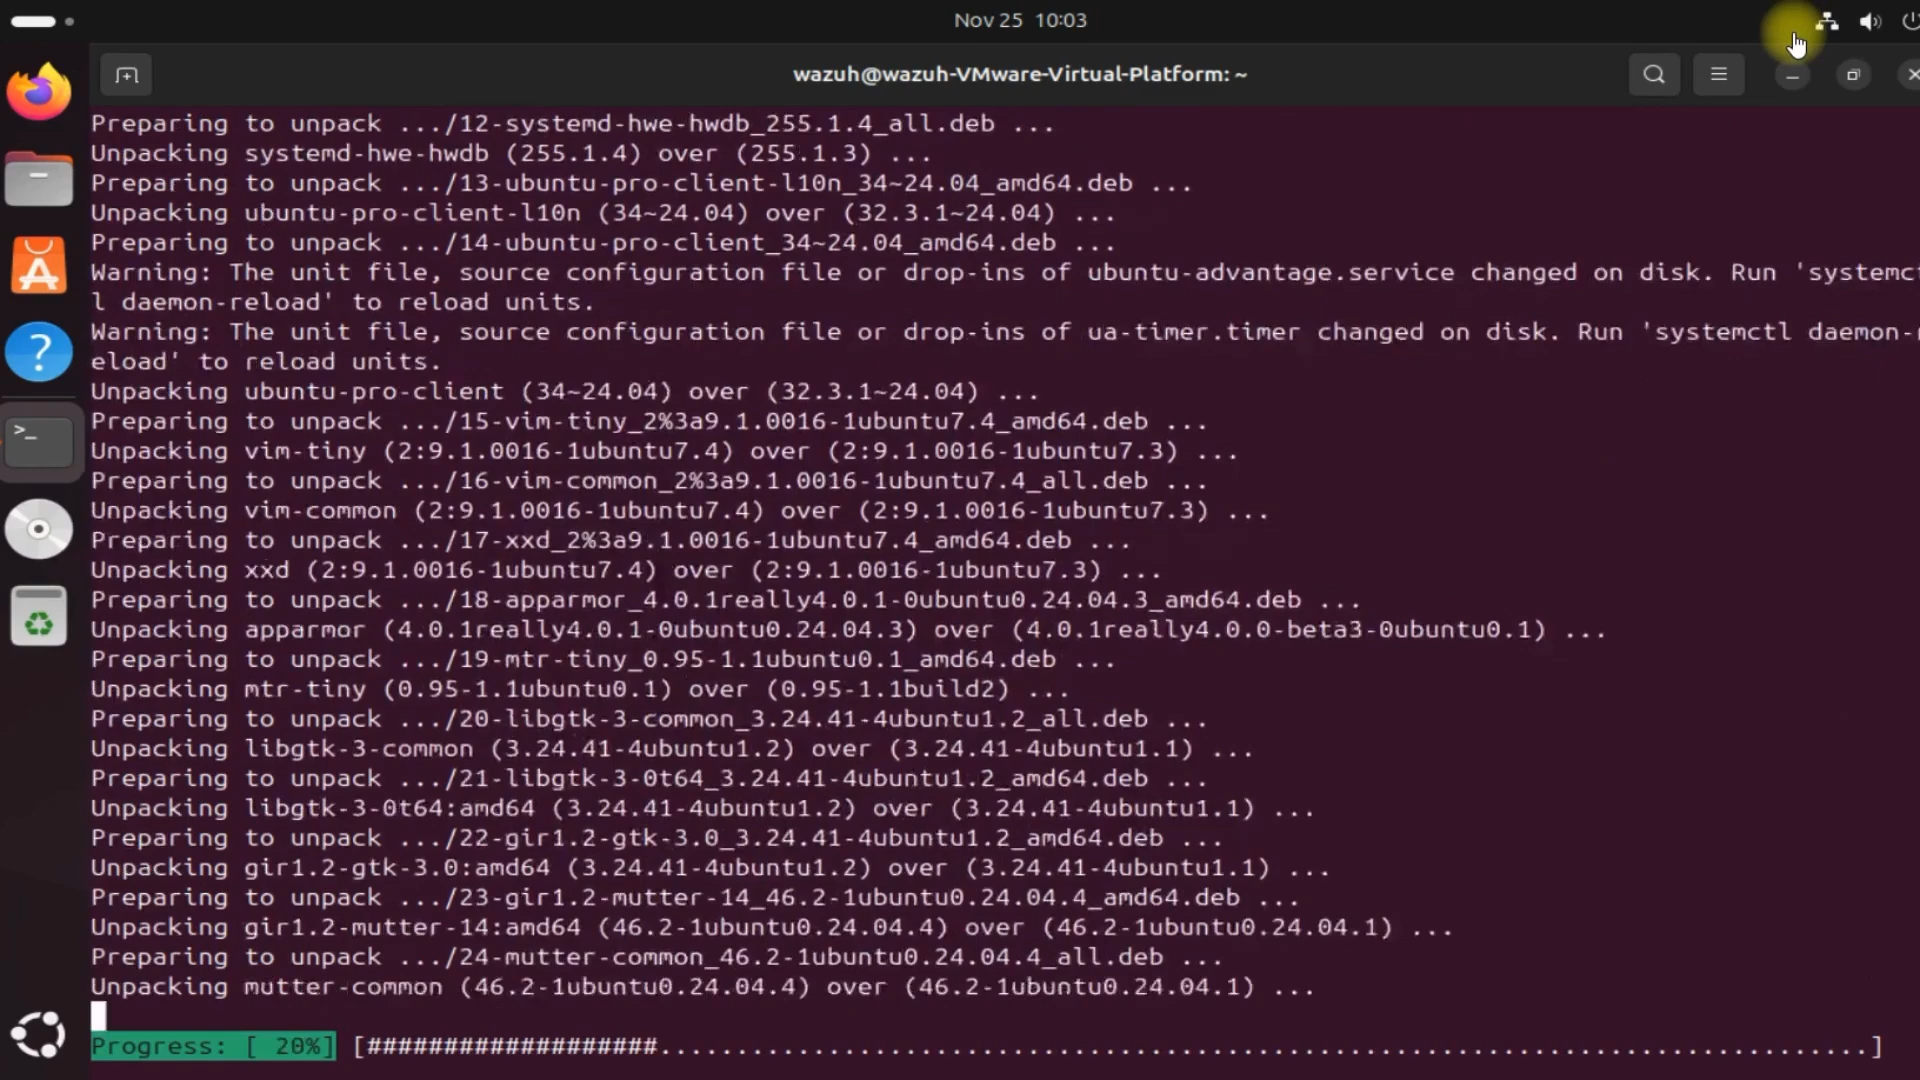 Nov 25 10:03
wazuh@wazuh-VMware-Virtual-Platform: ~
Preparing to unpack .../12-systemd-hwe-hwdb_255.1.4_all.deb ...
Unpacking systemd-hwe-hwdb (255.1.4) over (255.1.3) ...
Preparing to unpack .../13-ubuntu-pro-client-l10n_34~24.04_amd64.deb ...
Unpacking ubuntu-pro-client-l10n (34~24.04) over (32.3.1~24.04) ...
Preparing to unpack .../14-ubuntu-pro-client_34~24.04_amd64.deb ...
Warning: The unit file, source configuration file or drop-ins of ubuntu-advantage.service changed on disk. Run 'systemct
l daemon-reload' to reload units.
Warning: The unit file, source configuration file or drop-ins of ua-timer.timer changed on disk. Run 'systemctl daemon-r
eload' to reload units.
Unpacking ubuntu-pro-client (34~24.04) over (32.3.1~24.04) ...
Preparing to unpack .../15-vim-tiny_2%3a9.1.0016-1ubuntu7.4_amd64.deb ...
Unpacking vim-tiny (2:9.1.0016-1ubuntu7.4) over (2:9.1.0016-1ubuntu7.3) ...
Preparing to unpack .../16-vim-common_2%3a9.1.0016-1ubuntu7.4_all.deb ...
Unpacking vim-common (2:9.1.0016-1ubuntu7.4) over (2:9.1.0016-1ubuntu7.3) ...
Preparing to unpack .../17-xxd_2%3a9.1.0016-1ubuntu7.4_amd64.deb ...
Unpacking xxd (2:9.1.0016-1ubuntu7.4) over (2:9.1.0016-1ubuntu7.3) ...
Preparing to unpack .../18-apparmor_4.0.1really4.0.1-0ubuntu0.24.04.3_amd64.deb ...
Unpacking apparmor (4.0.1really4.0.1-0ubuntu0.24.04.3) over (4.0.1really4.0.0-beta3-0ubuntu0.1) ...
Preparing to unpack .../19-mtr-tiny_0.95-1.1ubuntu0.1_amd64.deb ...
Unpacking mtr-tiny (0.95-1.1ubuntu0.1) over (0.95-1.1build2) ...
Preparing to unpack .../20-libgtk-3-common_3.24.41-4ubuntu1.2_all.deb ...
Unpacking libgtk-3-common (3.24.41-4ubuntu1.2) over (3.24.41-4ubuntu1.1) ...
Preparing to unpack .../21-libgtk-3-0t64_3.24.41-4ubuntu1.2_amd64.deb ...
Unpacking libgtk-3-0t64:amd64 (3.24.41-4ubuntu1.2) over (3.24.41-4ubuntu1.1) ...
Preparing to unpack .../22-gir1.2-gtk-3.0_3.24.41-4ubuntu1.2_amd64.deb ...
Unpacking gir1.2-gtk-3.0:amd64 (3.24.41-4ubuntu1.2) over (3.24.41-4ubuntu1.1) ...
Preparing to unpack .../23-gir1.2-mutter-14_46.2-1ubuntu0.24.04.4_amd64.deb ...
Unpacking gir1.2-mutter-14:amd64 (46.2-1ubuntu0.24.04.4) over (46.2-1ubuntu0.24.04.1) ...
Preparing to unpack .../24-mutter-common_46.2-1ubuntu0.24.04.4_all.deb ...
Unpacking mutter-common (46.2-1ubuntu0.24.04.4) over (46.2-1ubuntu0.24.04.1) ...
Progress: [ 20%] [###################...............................................................................]